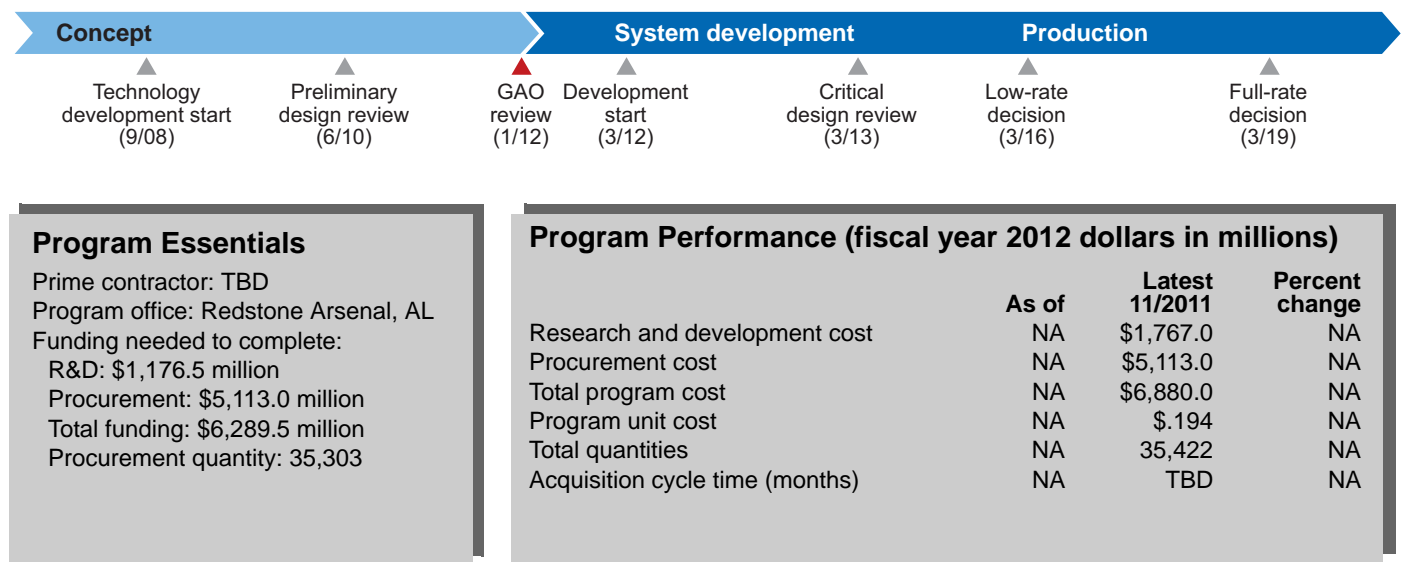 Concept
System development
Production
Technology
development start
(9/08)
Preliminary
design review
(6/10)
GAO
review
(1/12)
Development
start
(3/12)
Critical
design review
(3/13)
Low-rate
decision
(3/16)
Full-rate
decision
(3/19)
Program Essentials
Prime contractor: TBD
Program office: Redstone Arsenal, AL
Funding needed to complete:
R&D: $1,176.5 million
Procurement: $5,113.0 million
Total funding: $6,289.5 million
Procurement quantity: 35,303
Program Performance (fiscal year 2012 dollars in millions)
As of Latest 11/2011 Percent change
Research and development cost NA $1,767.0 NA
Procurement cost NA $5,113.0 NA
Total program cost NA $6,880.0 NA
Program unit cost NA $.194 NA
Total quantities NA 35,422 NA
Acquisition cycle time (months) NA TBD NA